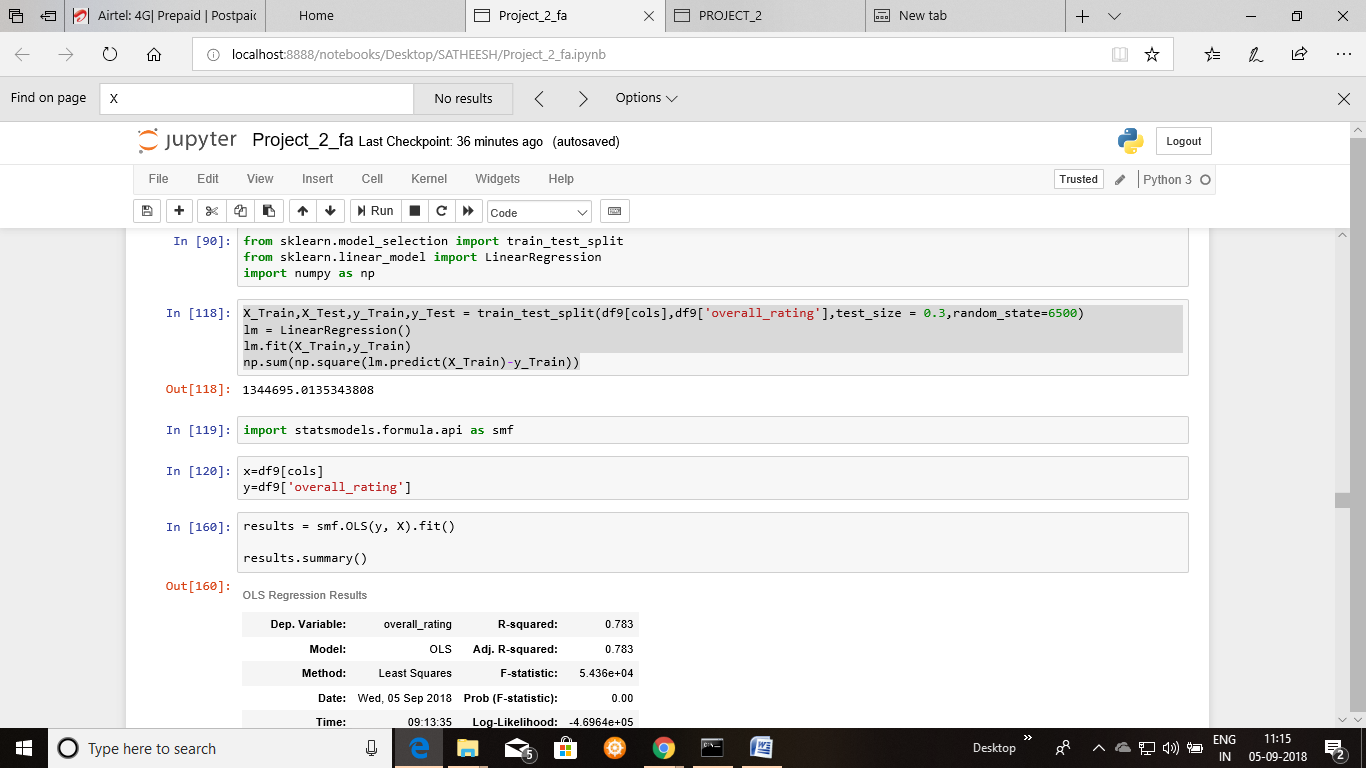 Airtel: 4G| Prepaid | Postpaid
Home
Project_2_fa
PROJECT_2
New tab
localhost:8888/notebooks/Desktop/SATHEESH/Project_2_fa.ipynb
Find on page X No results Options
jupyter Project_2_fa Last Checkpoint: 36 minutes ago (autosaved) Logout
File Edit View Insert Cell Kernel Widgets Help Trusted Python 3
Run Code
In [90]: from sklearn.model_selection import train_test_split
from sklearn.linear_model import LinearRegression
import numpy as np
In [118]: X_Train,X_Test,y_Train,y_Test = train_test_split(df9[cols],df9['overall_rating'],test_size = 0.3,random_state=6500)
lm = LinearRegression()
lm.fit(X_Train,y_Train)
np.sum(np.square(lm.predict(X_Train)-y_Train))
Out[118]: 1344695.0135343808
In [119]: import statsmodels.formula.api as smf
In [120]: x=df9[cols]
y=df9['overall_rating']
In [160]: results = smf.OLS(y, X).fit()
results.summary()
Out[160]:
OLS Regression Results
Dep. Variable: overall_rating R-squared: 0.783
Model: OLS Adj. R-squared: 0.783
Method: Least Squares F-statistic: 5.436e+04
Date: Wed, 05 Sep 2018 Prob (F-statistic): 0.00
Time: 09:13:35 Log-Likelihood: -4.6964e+05
Type here to search
5
Desktop
ENG
IN
11:15
05-09-2018
2